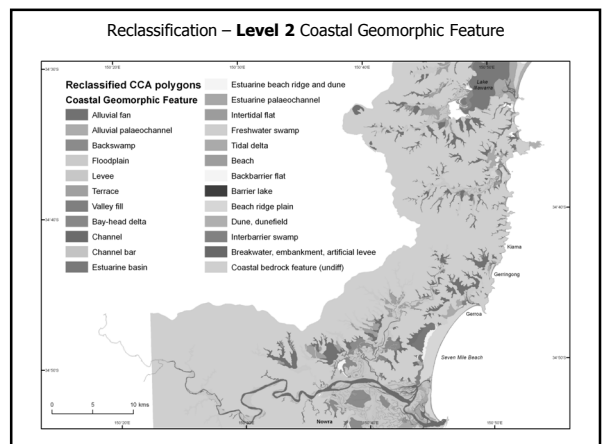 Reclassification – Level 2 Coastal Geomorphic Feature
Reclassified CCA polygons
Coastal Geomorphic Feature
Alluvial fan
Alluvial palaeochannel
Backswamp
Floodplain
Levee
Terrace
Valley fill
Bay-head delta
Channel
Channel bar
Estuarine basin
Estuarine beach ridge and dune
Estuarine palaeochannel
Intertidal flat
Freshwater swamp
Tidal delta
Beach
Backbarrier flat
Barrier lake
Beach ridge plain
Dune, dunefield
Interbarrier swamp
Breakwater, embankment, artificial levee
Coastal bedrock feature (undiff)
Kiama
Gerringong
Gerroa
Seven Mile Beach
Nowra
0 5 10 kms